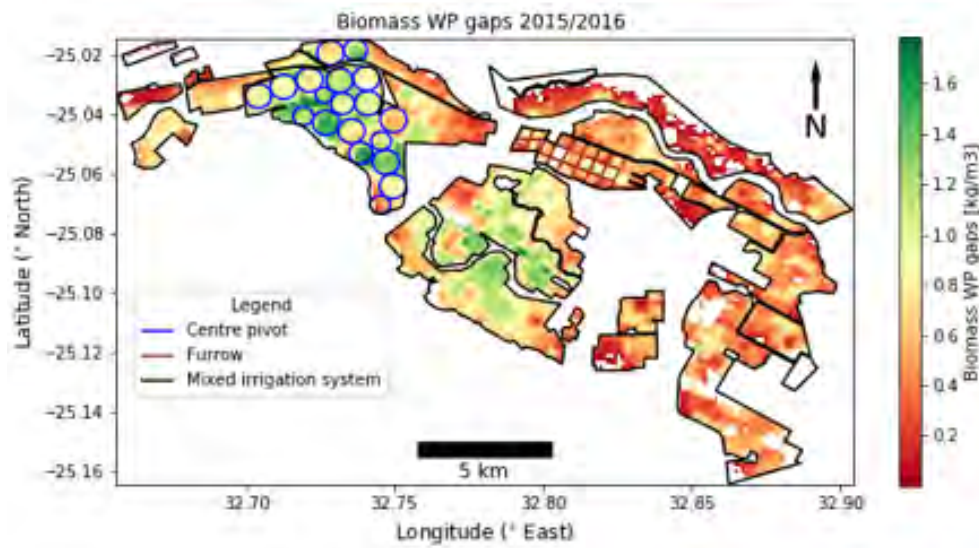 Biomass WP gaps 2015/2016
−25.02
−25.04
−25.06
−25.08
−25.10
−25.12
−25.14
−25.16
Latitude (° North)
N
Legend
Centre pivot
Furrow
Mixed irrigation system
5 km
32.70 32.75 32.80 32.85 32.90
Longitude (° East)
1.6
1.4
1.2
1.0
0.8
0.6
0.4
0.2
Biomass WP gaps [kg/m3]